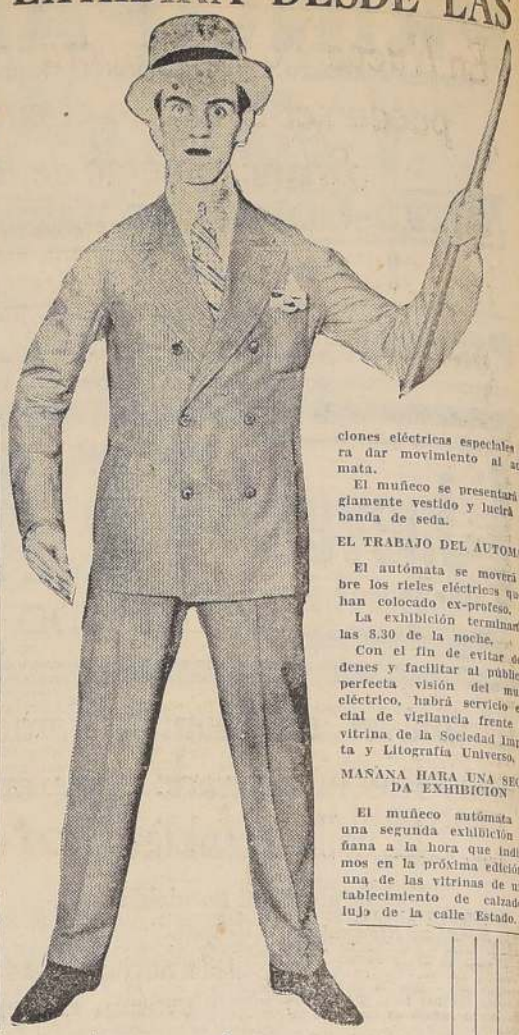 DESDE LAS
ciones eléctricas especiales
ra dar movimiento al
mata.
El muñeco se presentará
giamente vestido y lucirá
banda de seda.
EL TRABAJO DEL AUTOM
El autómata se moverá
bre los rieles eléctricos qu
han colocado ex-profeso,
La exhibición terminar
las 8.30 de la noche.
Con el fin de evitar de
denes y facilitar al públic
perfecta visión del mu
eléctrico, habrá servicio e
cial de vigilancia frente
vitrina de la Sociedad Imp
ta y Litografía Universo,
MAÑANA HARA UNA SEG
DA EXHIBICION
El muñeco autómata
una segunda exhibición
ñana a la hora que indi
mos en la próxima edición
una de las vitrinas de u
tablecimiento de calzado
lujo de la calle Estado.